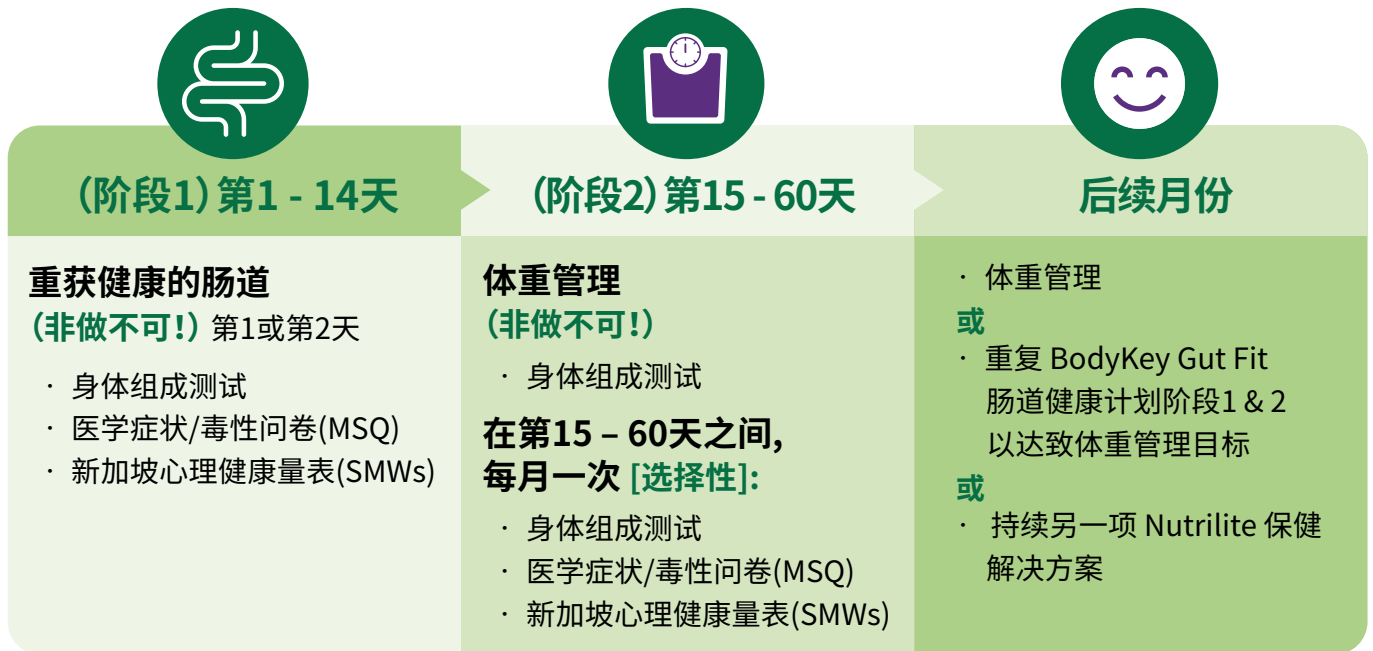 （阶段1）第1 - 14天
重获健康的肠道
（非做不可！）第1或第2天
· 身体组成测试
· 医学症状/毒性问卷(MSQ)
· 新加坡心理健康量表(SMWs)
（阶段2）第15 - 60天
体重管理
（非做不可！）
· 身体组成测试
在第15 – 60天之间，
每月一次 [选择性]:
· 身体组成测试
· 医学症状/毒性问卷(MSQ)
· 新加坡心理健康量表(SMWs)
后续月份
· 体重管理
或
· 重复 BodyKey Gut Fit
肠道健康计划阶段1 & 2
以达致体重管理目标
或
· 持续另一项 Nutrilite 保健
解决方案